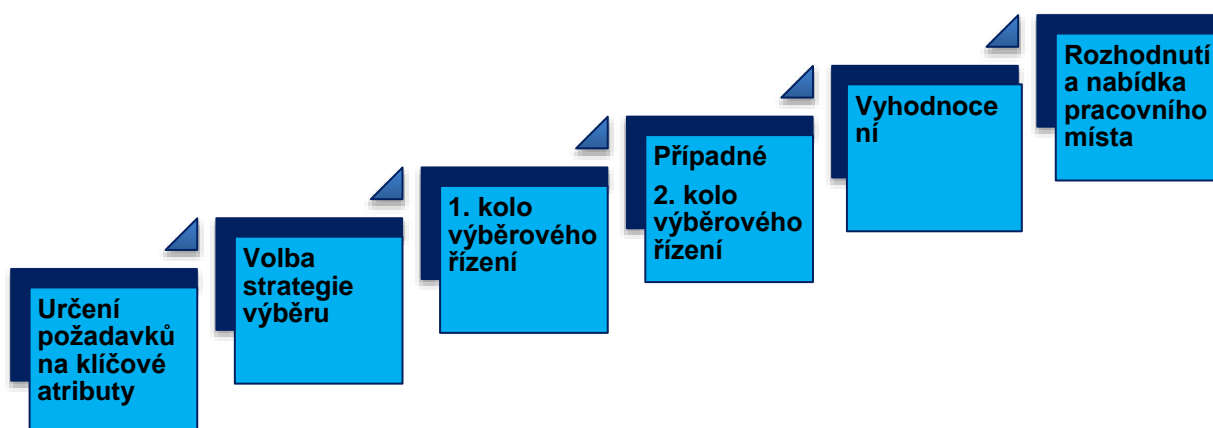 Určení
požadavků
na klíčové
atributy
Volba
strategie
výběru
1. kolo
výběrového
řízení
Případné
2. kolo
výběrového
řízení
Vyhodnoce
ní
Rozhodnutí
a nabídka
pracovního
místa